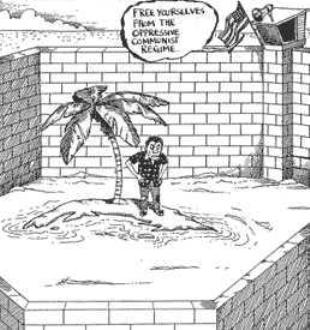 FREE YOURSELVES
FROM THE
OPPRESSIVE
COMMUNIST
REGIME